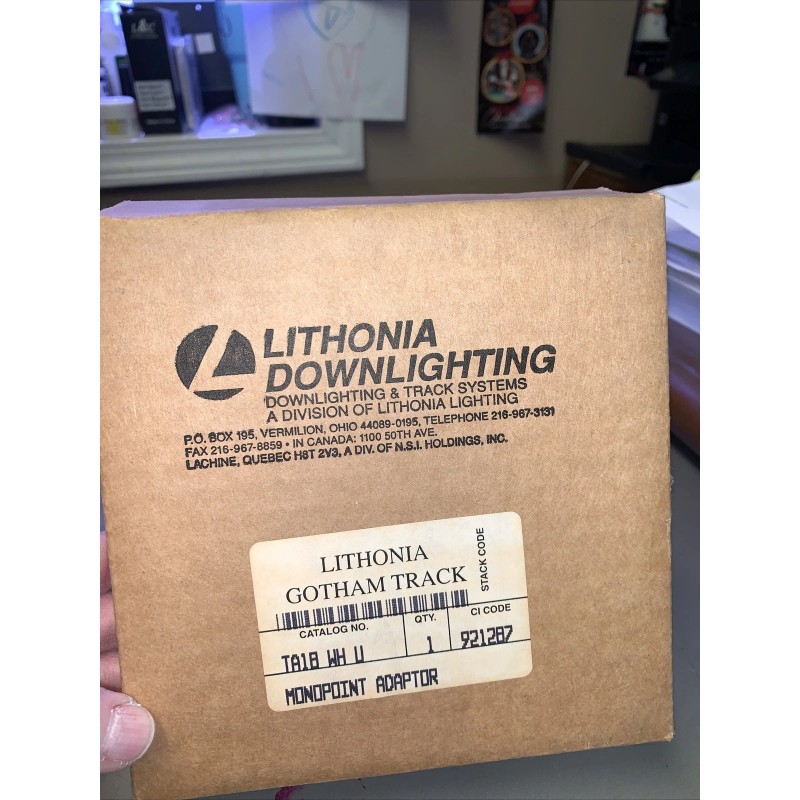 LITHONIA
DOWNLIGHTING
DOWNLIGHTING & TRACK SYSTEMS
A DIVISION OF LITHONIA LIGHTING
P.O. BOX 195, VERMILION, OHIO 44089-0195, TELEPHONE 216-967-3131
FAX 216-967-8859 • IN CANADA: 1100 50TH AVE.
LACHINE, QUEBEC H8T 2V3, A DIV. OF N.S.I. HOLDINGS, INC.
LITHONIA
GOTHAM TRACK
STACK CODE
CATALOG NO.
QTY.
CI CODE
TA18 WH U
1
921287
MONOPOINT ADAPTOR